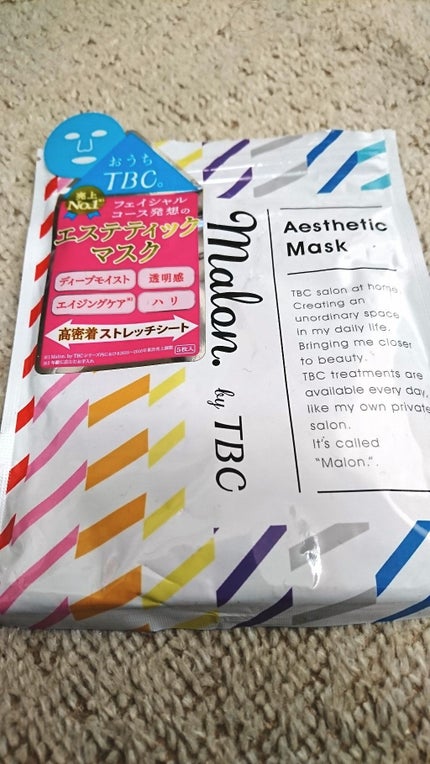 おうち
TBC。
売上
No.1
フェイシャル
コース発想の
エステティック
マスク
ディープモイスト
透明感
エイジングケア※2
ハリ
高密着ストレッチシート
5枚入
Malon. by TBC
Aesthetic
Mask
TBC salon at home.
Creating an
unordinary space
in my daily life.
Bringing me closer
to beauty.
TBC treatments are
available every day,
like my own private
salon.
It's called
"Malon.".